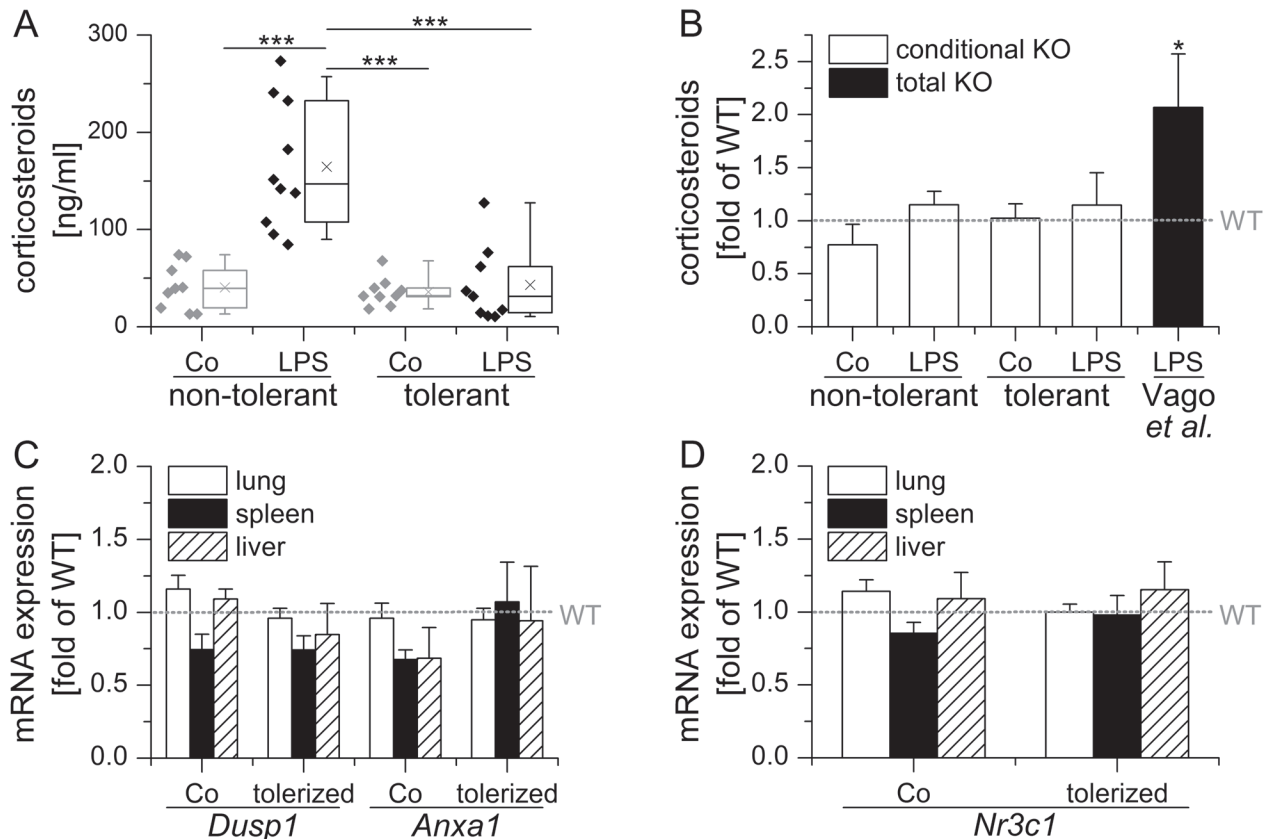 A
corticosteroids
[ng/ml]
300
200
100
0
***
***
***
Co
LPS
Co
LPS
non-tolerant
tolerant
B
corticosteroids
[fold of WT]
2.5
2.0
1.5
1.0
0.5
0.0
conditional KO
total KO
*
WT
Co
LPS
Co
LPS
LPS
non-tolerant
tolerant
Vago
et al.
C
mRNA expression
[fold of WT]
2.0
1.5
1.0
0.5
0.0
lung
spleen
liver
WT
Co
tolerized
Co
tolerized
Dusp1
Anxa1
D
mRNA expression
[fold of WT]
2.0
1.5
1.0
0.5
0.0
lung
spleen
liver
WT
Co
tolerized
Nr3c1